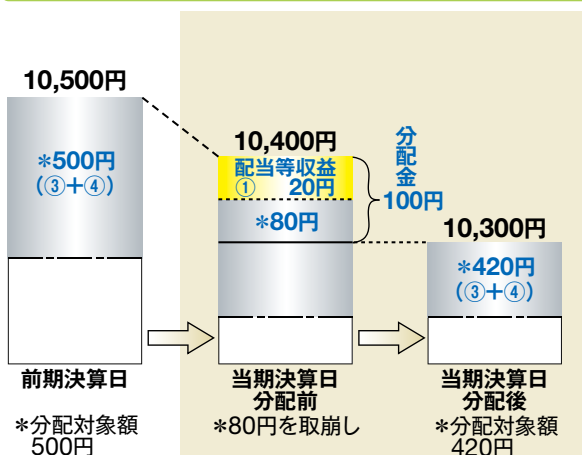 10,500円
*500円
(③+④)
前期決算日
*分配対象額
500円
10,400円
配当等収益
① 20円
*80円
分配金
100円
当期決算日
分配前
*80円を取崩し
10,300円
*420円
(③+④)
当期決算日
分配後
*分配対象額
420円